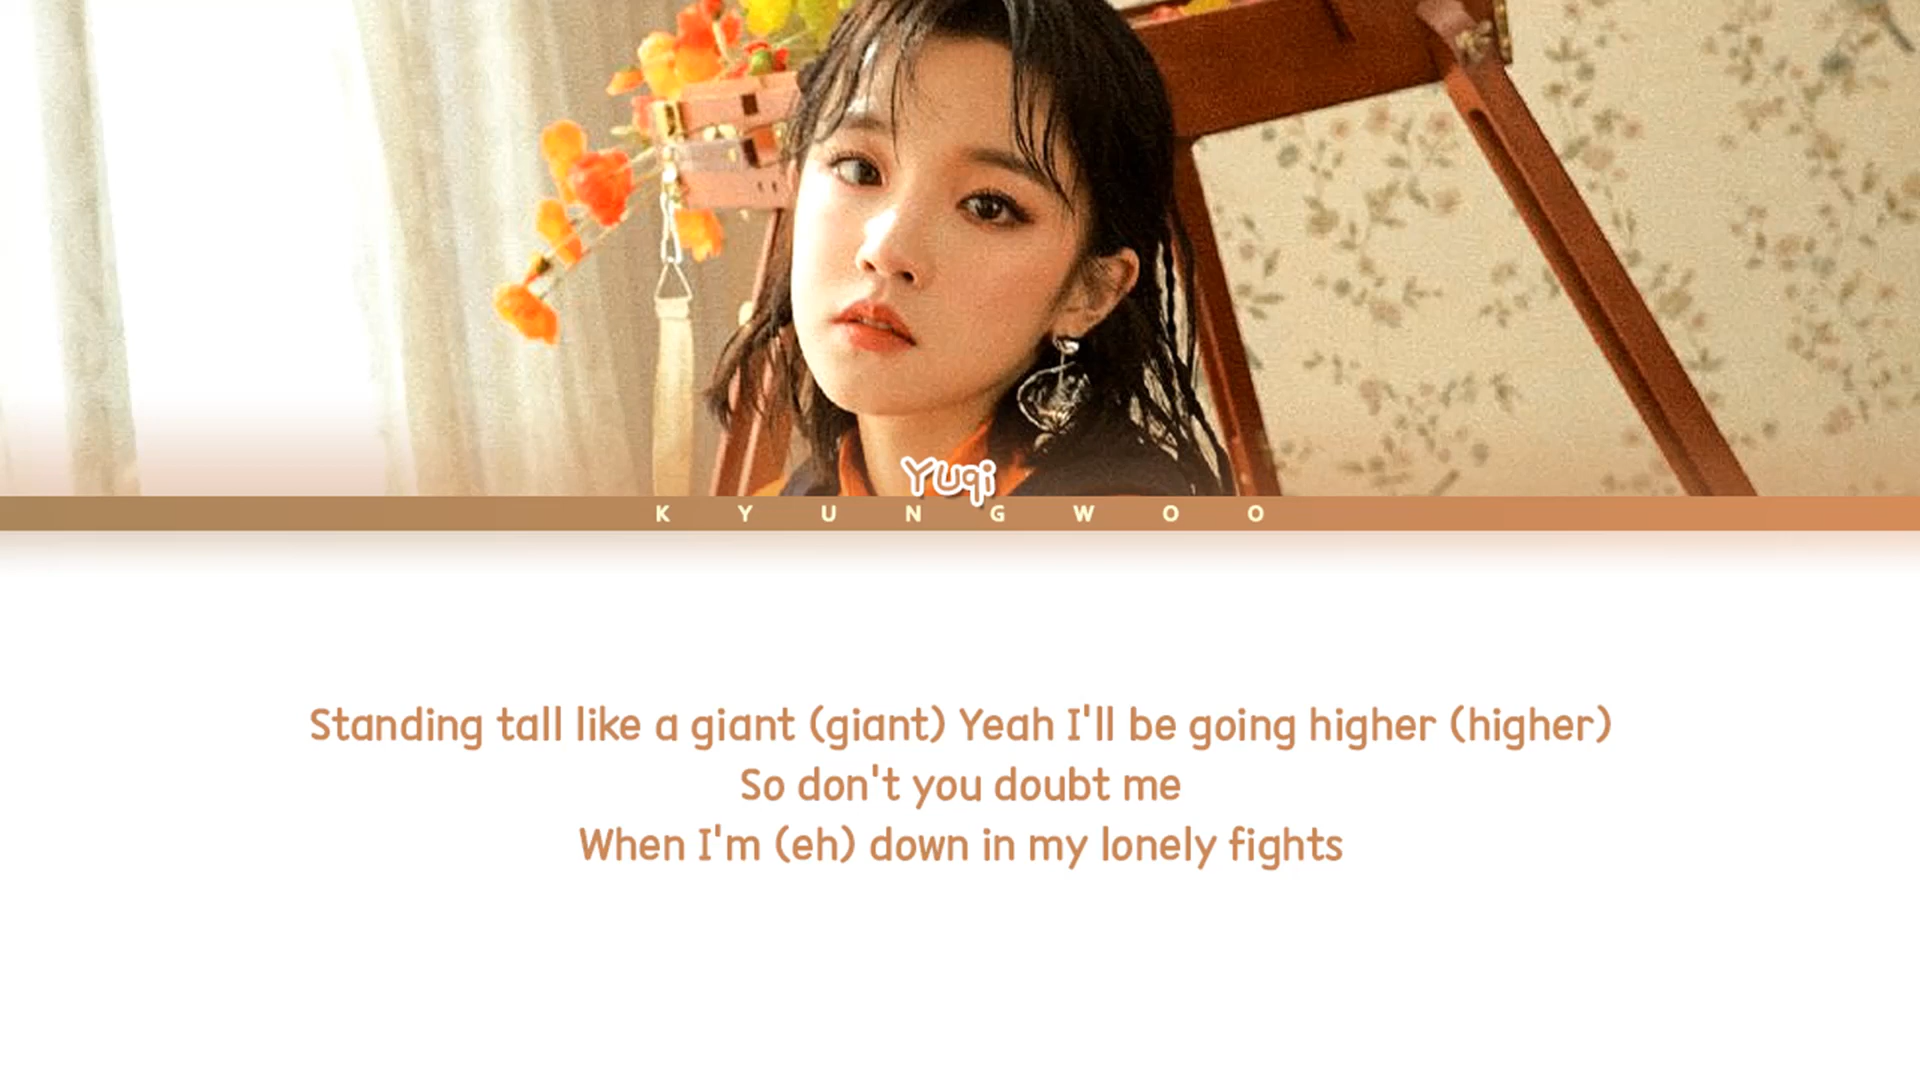 Yuqi
KYUNGWOO
Standing tall like a giant (giant) Yeah I'll be going higher (higher)
So don't you doubt me
When I'm (eh) down in my lonely fights